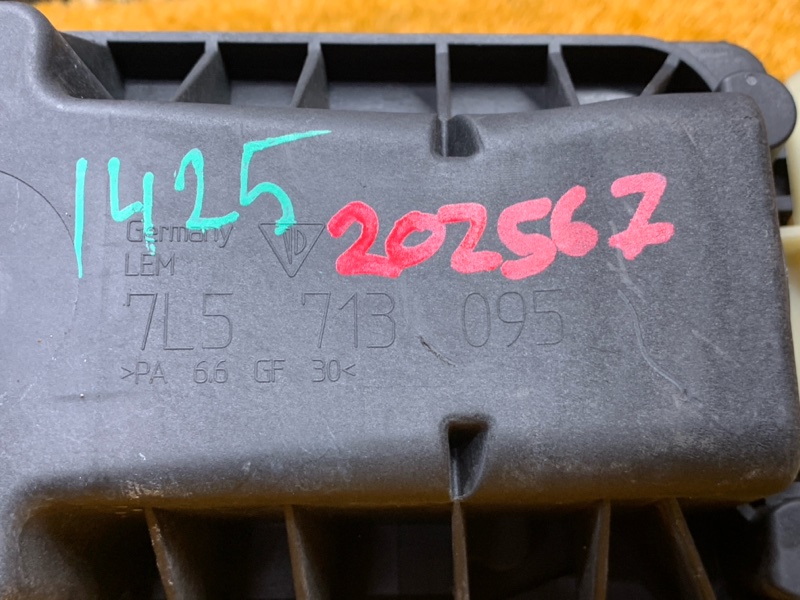 1425
202567
Germany
LEM
7L5 713 095
>PA 6.6 GF 30<